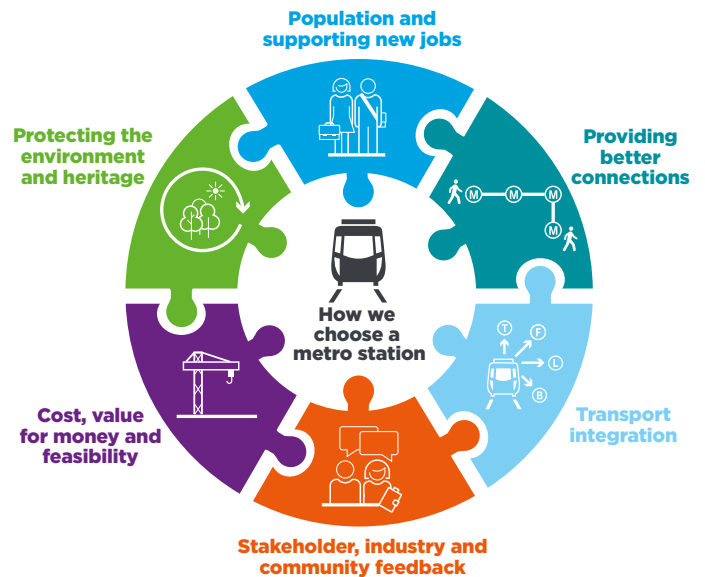 Population and
supporting new jobs
Providing
better
connections
M
M
M
M
Transport
integration
T
F
L
B
Stakeholder, industry and
community feedback
Cost, value
for money and
feasibility
Protecting the
environment
and heritage
How we
choose a
metro station